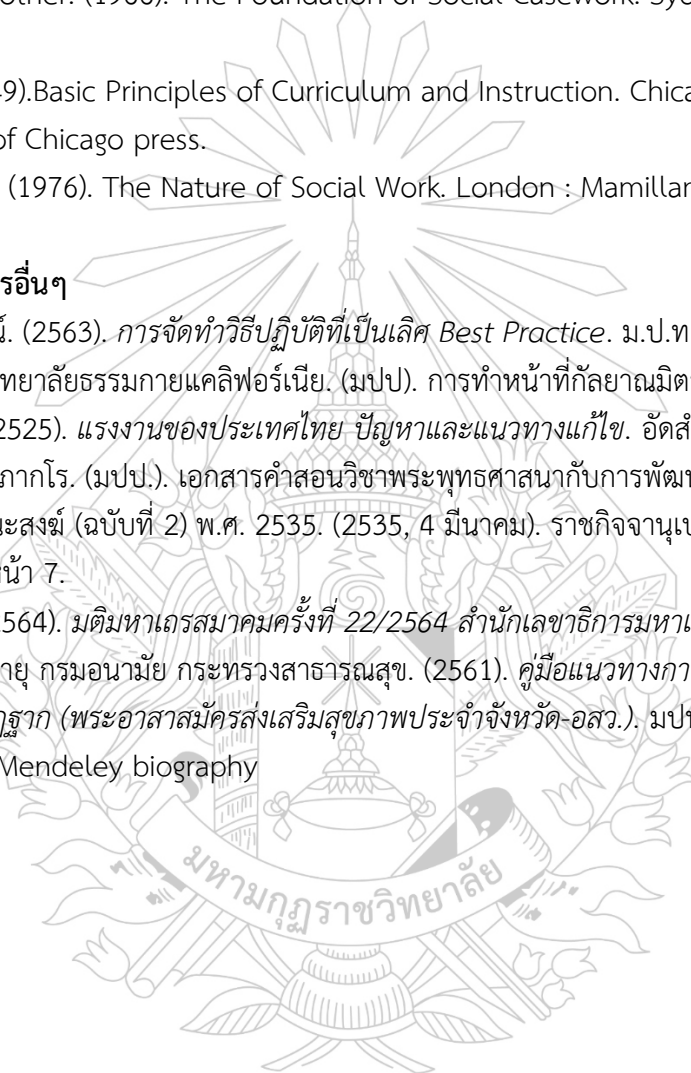 other. (1966). The Foundation of Social Casework. Syd
49).Basic Principles of Curriculum and Instruction. Chica
of Chicago press.
(1976). The Nature of Social Work. London : Mamillar
รอื่นๆ
น์. (2563). การจัดทำวิธีปฏิบัติที่เป็นเลิศ Best Practice. ม.ป.ท.
ทยาลัยธรรมกายแคลิฟอร์เนีย. (มปป). การทำหน้าที่กัลยาณมิตร
2525). แรงงานของประเทศไทย ปัญหาและแนวทางแก้ไข. อัดสำ
ภากโร. (มปป.). เอกสารคำสอนวิชาพระพุทธศาสนากับการพัฒน
ณะสงฆ์ (ฉบับที่ 2) พ.ศ. 2535. (2535, 4 มีนาคม). ราชกิจจานุเบ
หน้า 7.
2564). มติมหาเถรสมาคมครั้งที่ 22/2564 สำนักเลขาธิการมหาเ
ายุ กรมอนามัย กระทรวงสาธารณสุข. (2561). คู่มือแนวทางกา
ฏฐาก (พระอาสาสมัครส่งเสริมสุขภาพประจำจังหวัด-อสว.). มปท
Mendeley biography
มหามกุฏราชวิทยาลัย